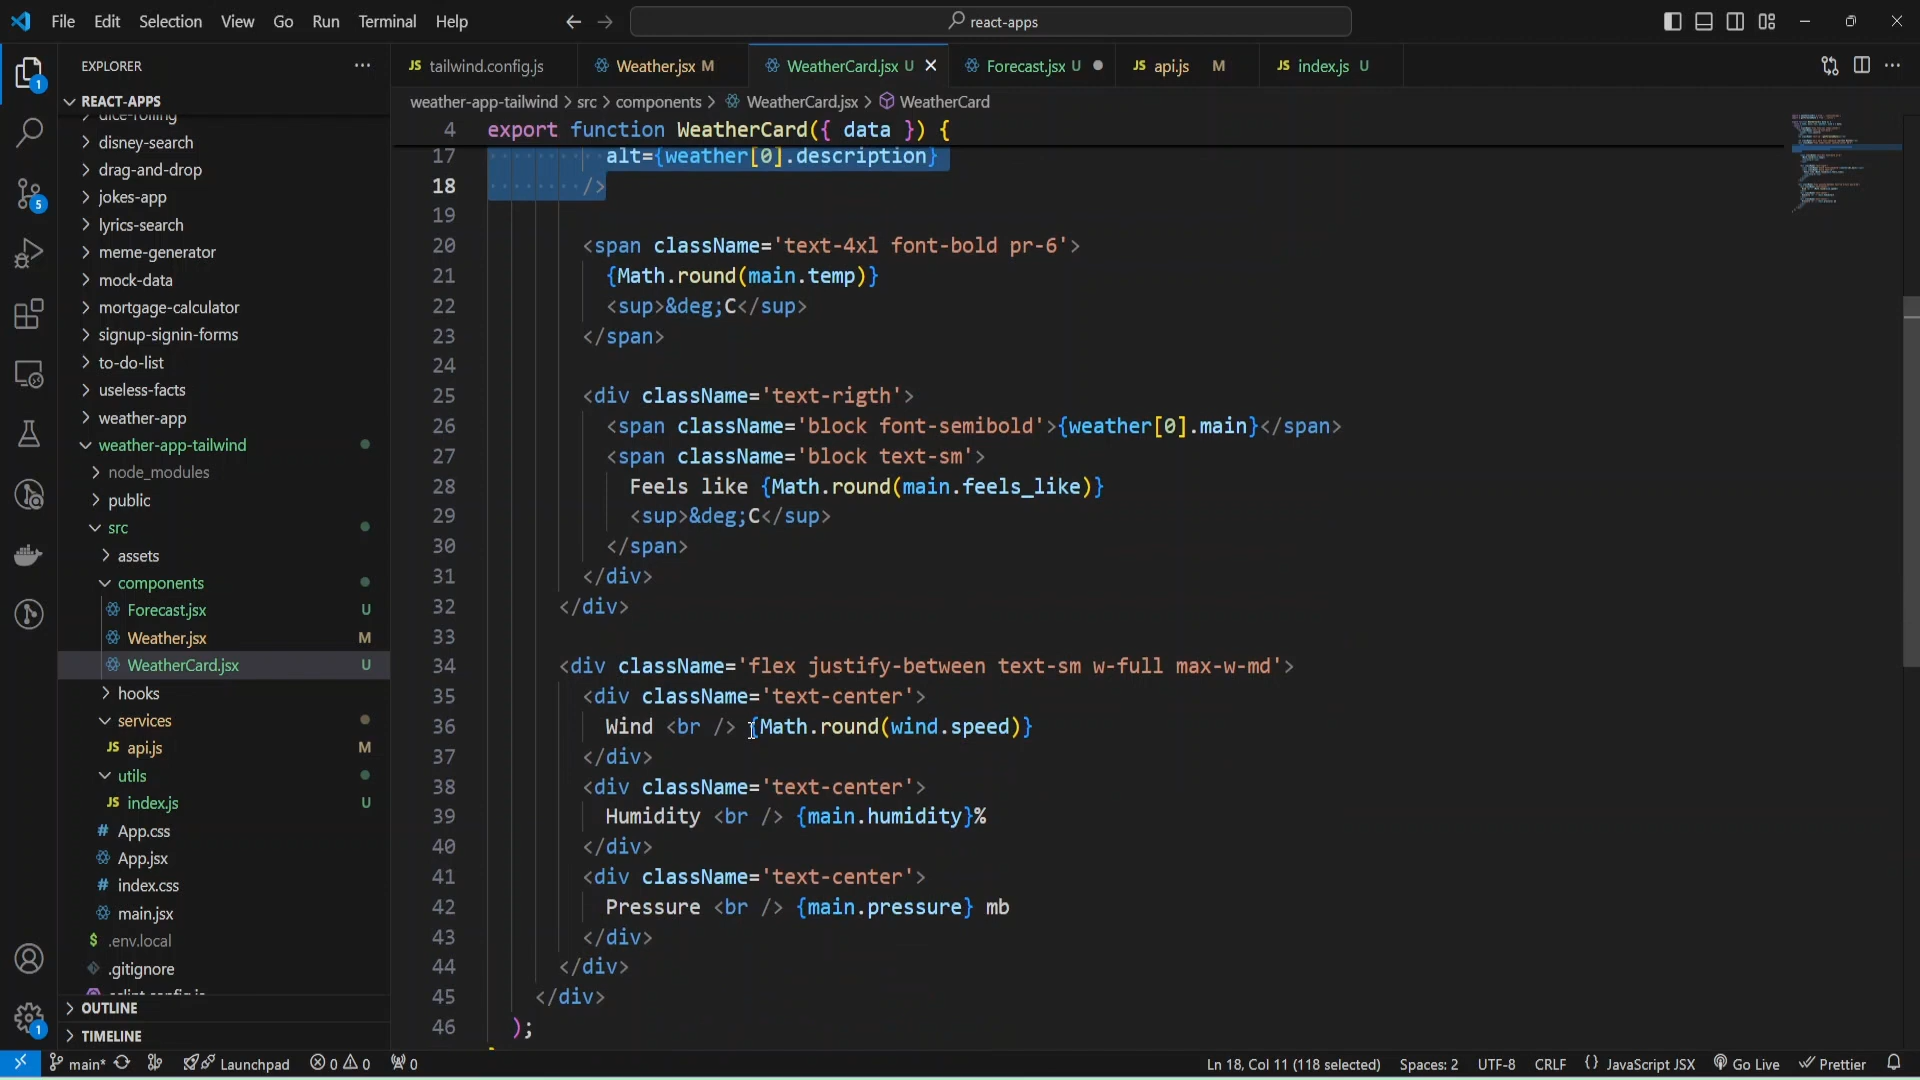 File Edit Selection View Go Run Terminal Help
react-apps
EXPLORER
tailwind.config.js
Weather.jsx M
WeatherCard.jsx U
Forecast.jsx U
api.js M
index.js U
REACT-APPS
weather-app-tailwind > src > components > WeatherCard.jsx > WeatherCard
dice-rolling
disney-search
drag-and-drop
jokes-app
lyrics-search
meme-generator
mock-data
mortgage-calculator
signup-signin-forms
to-do-list
useless-facts
weather-app
weather-app-tailwind
node_modules
public
src
assets
components
Forecast.jsx U
Weather.jsx M
WeatherCard.jsx U
hooks
services
JS api.js M
utils
JS index.js U
# App.css
App.jsx
# index.css
main.jsx
$ .env.local
.gitignore
OUTLINE
TIMELINE
4 export function WeatherCard({ data }) {
17 alt={weather[0].description}
18 />
19
20 <span className='text-4xl font-bold pr-6'>
21 {Math.round(main.temp)}
22 <sup>&deg;C</sup>
23 </span>
24
25 <div className='text-rigth'>
26 <span className='block font-semibold'>{weather[0].main}</span>
27 <span className='block text-sm'>
28 Feels like {Math.round(main.feels_like)}
29 <sup>&deg;C</sup>
30 </span>
31 </div>
32 </div>
33
34 <div className='flex justify-between text-sm w-full max-w-md'>
35 <div className='text-center'>
36 Wind <br /> {Math.round(wind.speed)}
37 </div>
38 <div className='text-center'>
39 Humidity <br /> {main.humidity}%
40 </div>
41 <div className='text-center'>
42 Pressure <br /> {main.pressure} mb
43 </div>
44 </div>
45 </div>
46 );
main* Launchpad 0 0 0 Ln 18, Col 11 (118 selected) Spaces: 2 UTF-8 CRLF {} JavaScript JSX Go Live Prettier